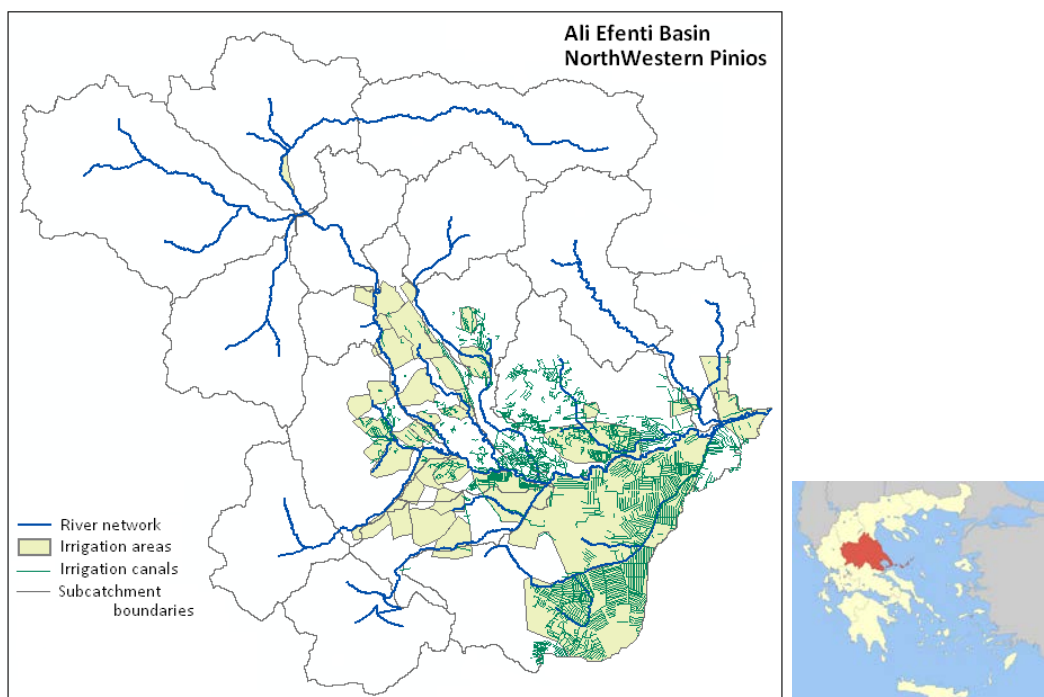 Ali Efenti Basin
NorthWestern Pinios
River network
Irrigation areas
Irrigation canals
Subcatchment
boundaries